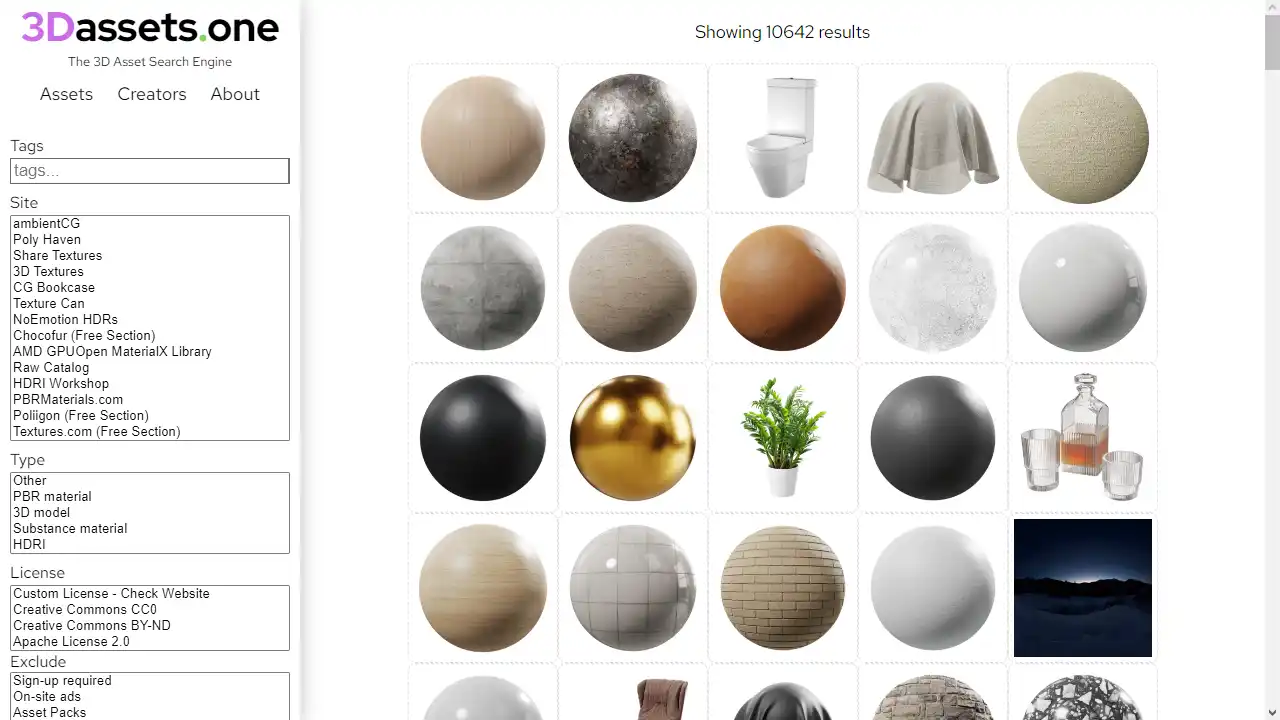 3Dassets.one
The 3D Asset Search Engine
Assets Creators About
Tags
tags...
Site
ambientCG
Poly Haven
Share Textures
3D Textures
CG Bookcase
Texture Can
NoEmotion HDRs
Chocofur (Free Section)
AMD GPUOpen MaterialX Library
Raw Catalog
HDRI Workshop
PBRMaterials.com
Poliigon (Free Section)
Textures.com (Free Section)
Type
Other
PBR material
3D model
Substance material
HDRI
License
Custom License - Check Website
Creative Commons CC0
Creative Commons BY-ND
Apache License 2.0
Exclude
Sign-up required
On-site ads
Asset Packs
Showing 10642 results